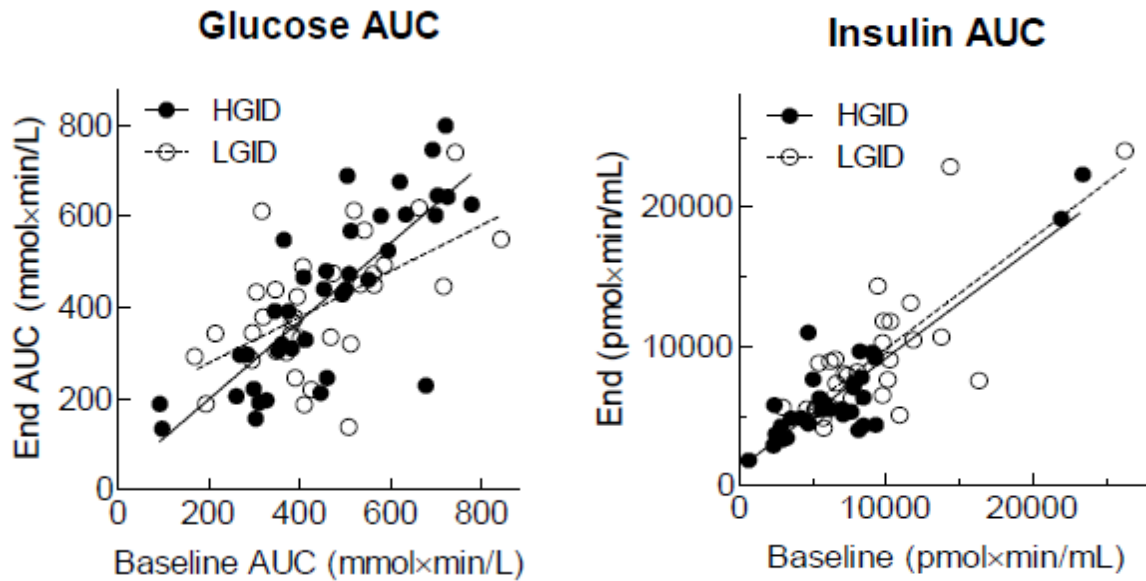 Glucose AUC
HGID
LGID
800
600
400
200
0
End AUC (mmol×min/L)
0 200 400 600 800
Baseline AUC (mmol×min/L)
Insulin AUC
HGID
LGID
20000
10000
0
End (pmol×min/mL)
0 10000 20000
Baseline (pmol×min/mL)